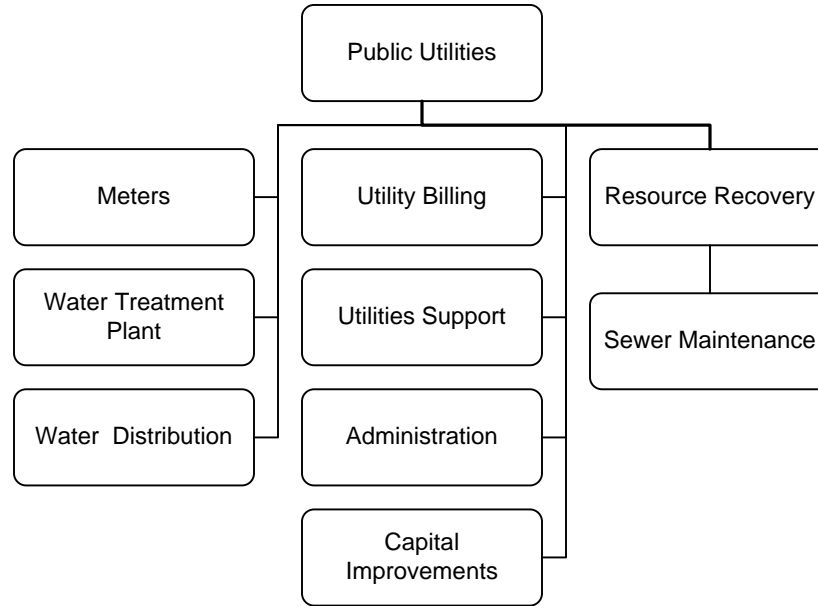 Public Utilities
Meters
Utility Billing
Resource Recovery
Water Treatment
Plant
Utilities Support
Sewer Maintenance
Water  Distribution
Administration
Capital
Improvements